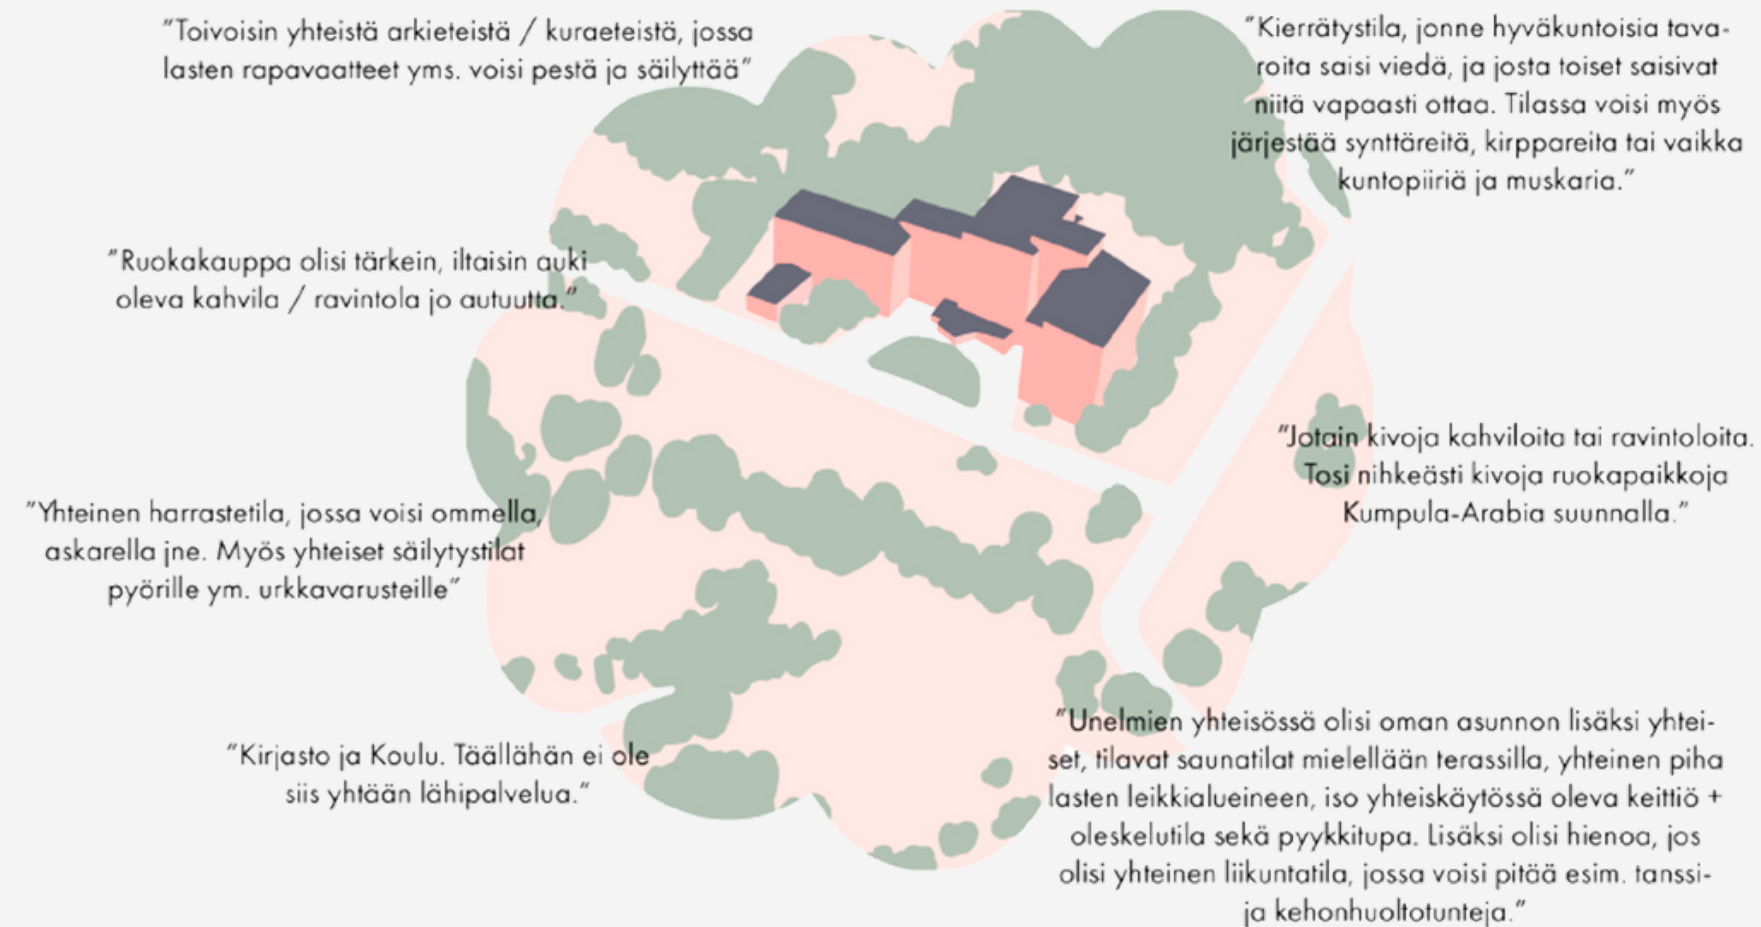 "Toivoisin yhteistä arkieteistä / kuraeteistä, jossa
lasten rapavaatteet yms. voisi pestä ja säilyttää"
"Kierrätystila, jonne hyväkuntoisia tava-
roita saisi viedä, ja josta toiset saisivat
niitä vapaasti ottaa. Tilassa voisi myös
järjestää synttäreitä, kirppareita tai vaikka
kuntopiiriä ja muskaria."
"Ruokakauppa olisi tärkein, iltaisin auki
oleva kahvila / ravintola jo autuutta."
"Jotain kivoja kahviloita tai ravintoloita.
Tosi nihkeästi kivoja ruokapaikkoja
Kumpula-Arabia suunnalla."
"Yhteinen harrastetila, jossa voisi ommella,
askarella jne. Myös yhteiset säilytystilat
pyörille ym. urkkavarusteille"
"Kirjasto ja Koulu. Täällähän ei ole
siis yhtään lähipalvelua."
"Unelmien yhteisössä olisi oman asunnon lisäksi yhtei-
set, tilavat saunatilat mielellään terassilla, yhteinen piha
lasten leikkialueineen, iso yhteiskäytössä oleva keittiö +
oleskelutila sekä pyykkitupa. Lisäksi olisi hienoa, jos
olisi yhteinen liikuntatila, jossa voisi pitää esim. tanssi-
ja kehonhuoltotunteja."